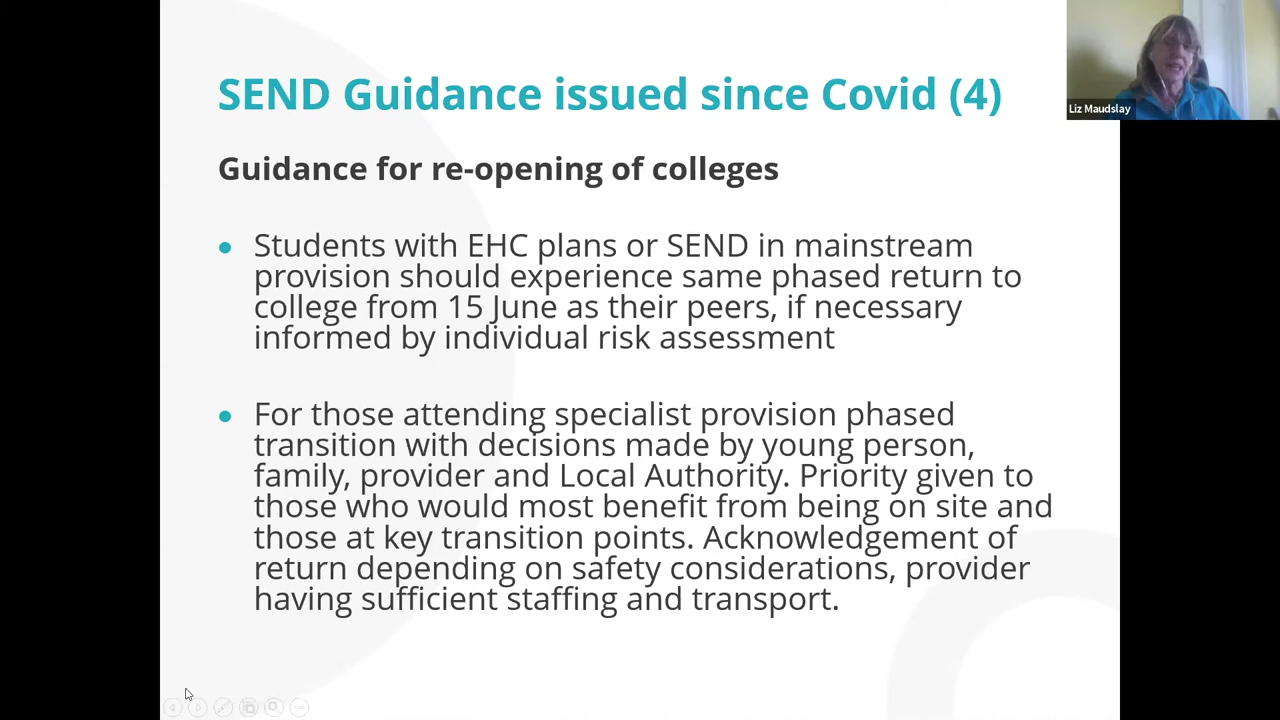 SEND Guidance issued since Covid (4)
Liz Maudslay
Guidance for re-opening of colleges
• Students with EHC plans or SEND in mainstream
provision should experience same phased return to
college from 15 June as their peers, if necessary
informed by individual risk assessment
• For those attending specialist provision phased
transition with decisions made by young person,
family, provider and Local Authority. Priority given to
those who would most benefit from being on site and
those at key transition points. Acknowledgement of
return depending on safety considerations, provider
having sufficient staffing and transport.